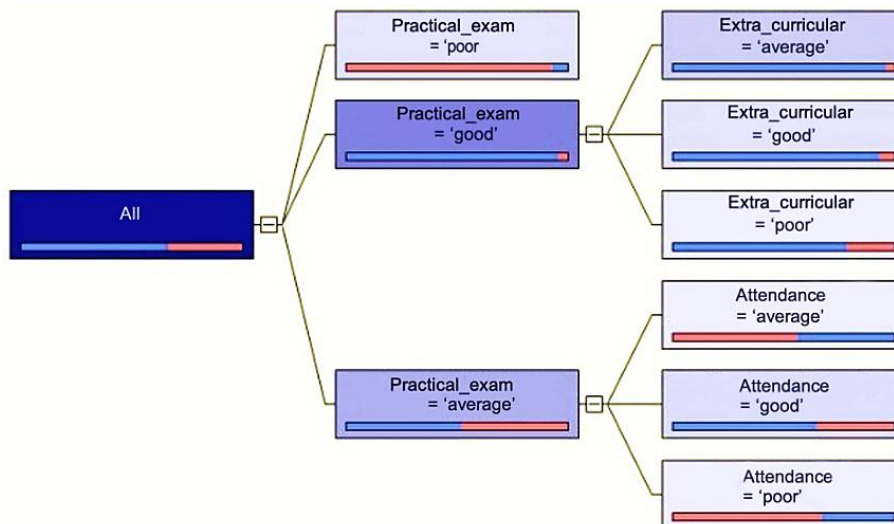 Practical_exam
= 'poor
Extra_curricular
= ‘average’
Practical_exam
= ‘good’
Extra_curricular
= ‘good’
All
Extra_curricular
= ‘poor’
Attendance
= ‘average’
Practical_exam
= ‘average’
Attendance
= ‘good’
Attendance
= ‘poor’